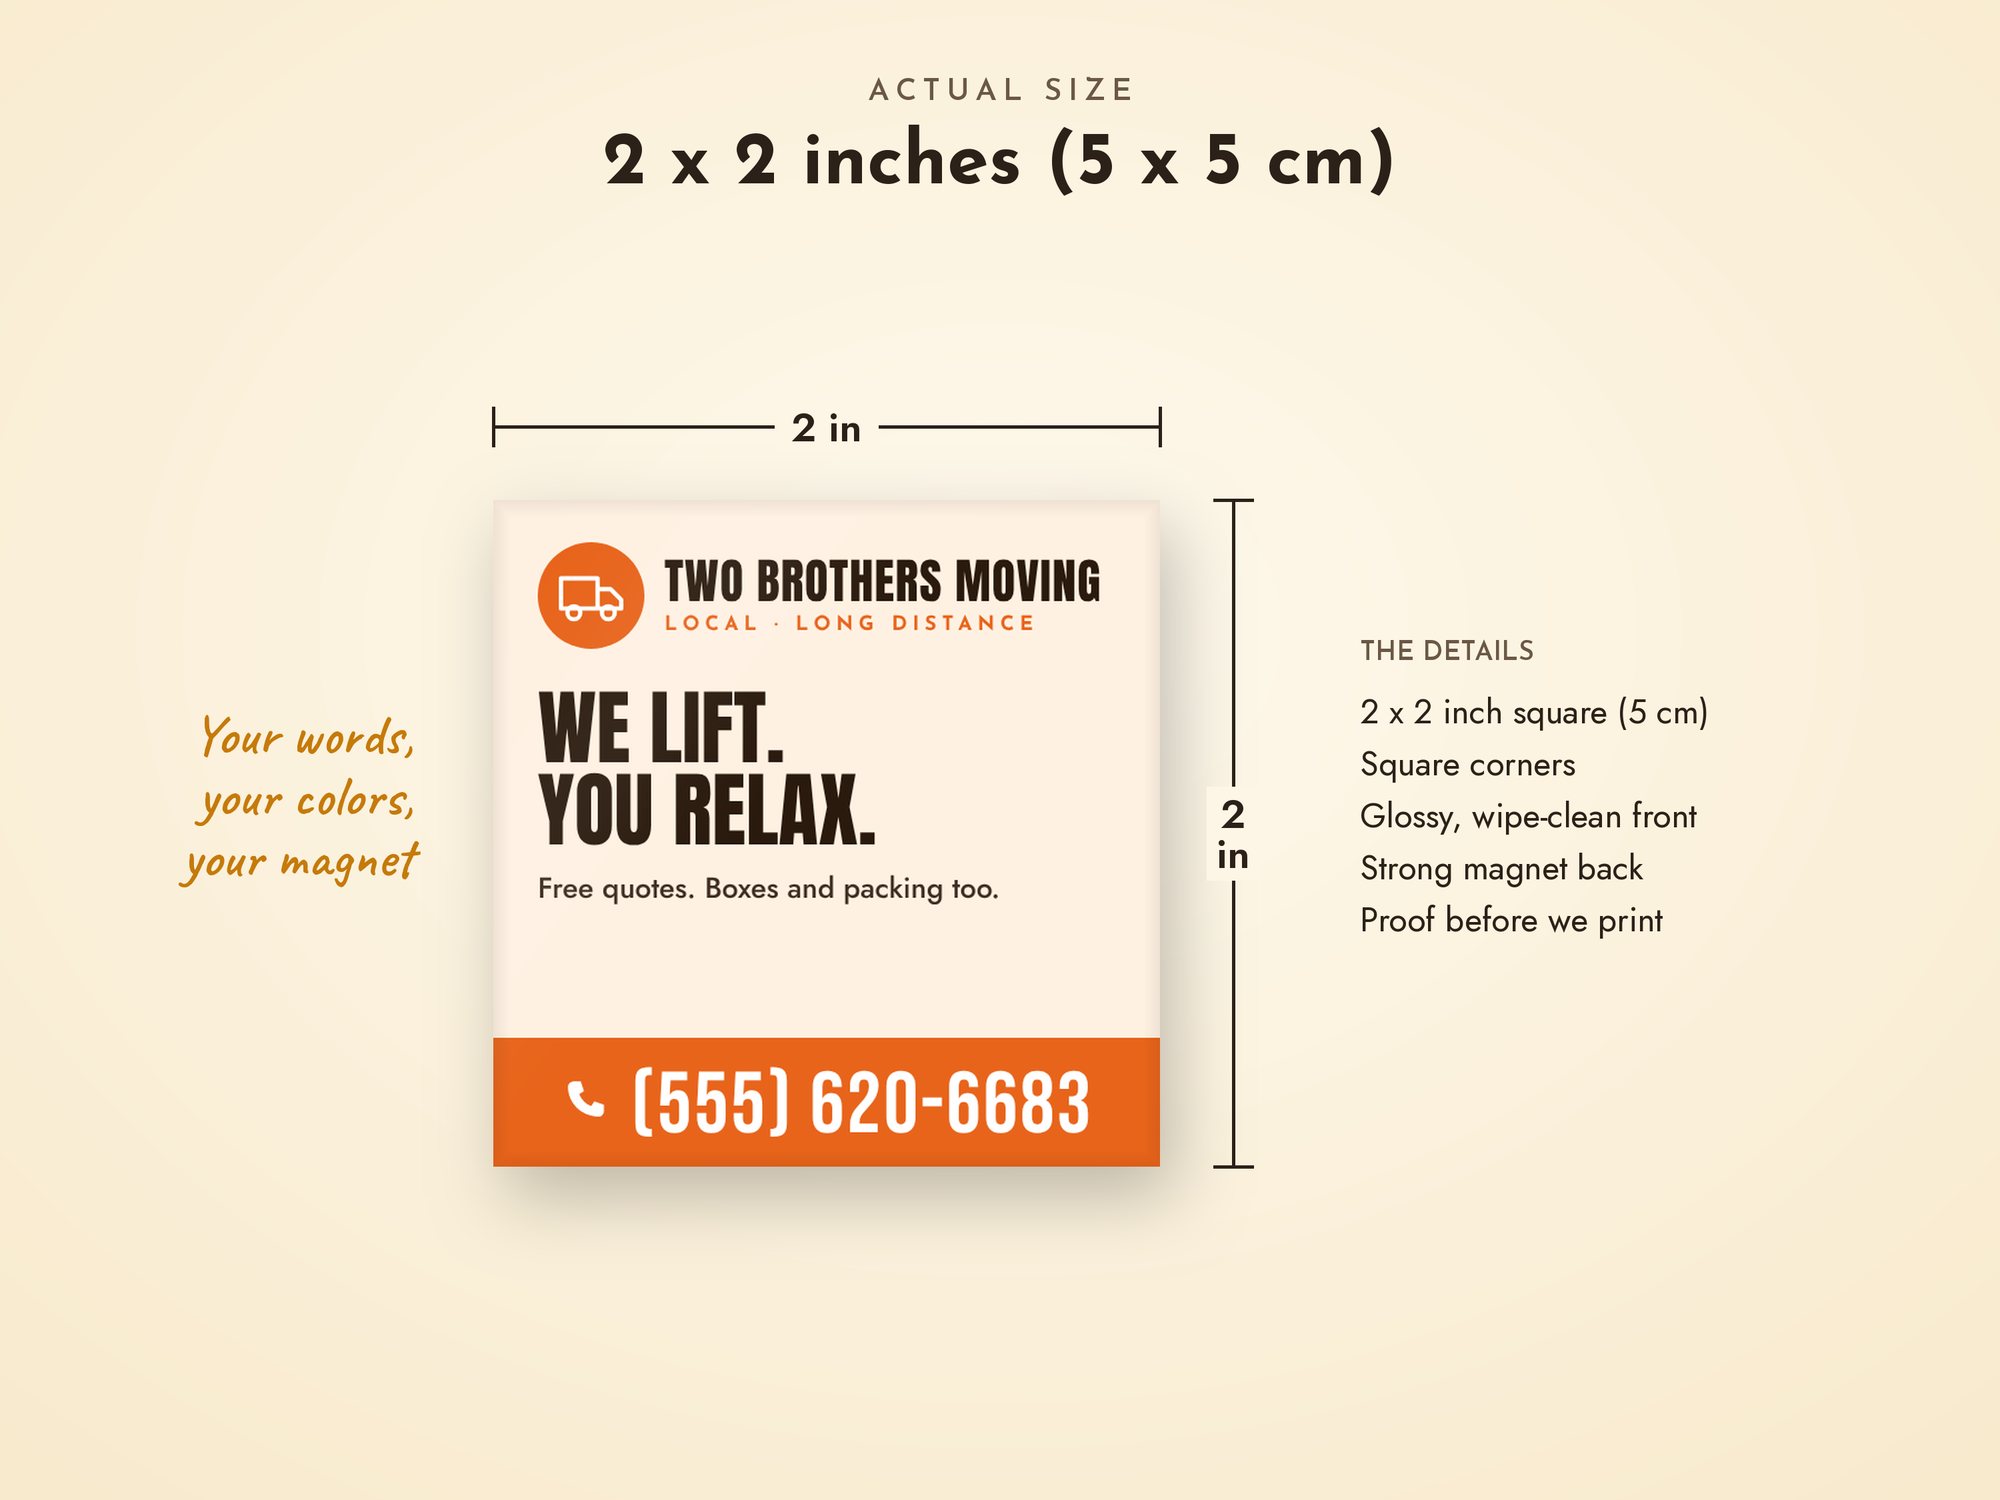 ACTUAL SIZE
2 x 2 inches (5 x 5 cm)
2 in
TWO BROTHERS MOVING
LOCAL · LONG DISTANCE
WE LIFT.
YOU RELAX.
Free quotes. Boxes and packing too.
(555) 620-6683
2
in
Your words,
your colors,
your magnet
THE DETAILS
2 x 2 inch square (5 cm)
Square corners
Glossy, wipe-clean front
Strong magnet back
Proof before we print